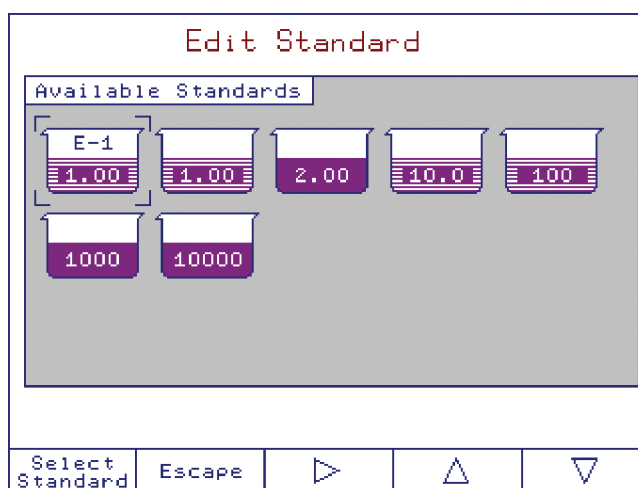 Edit Standard
Available Standards
E-1
1.00 1.00 2.00 10.0 100
1000 10000
Select Standard Escape